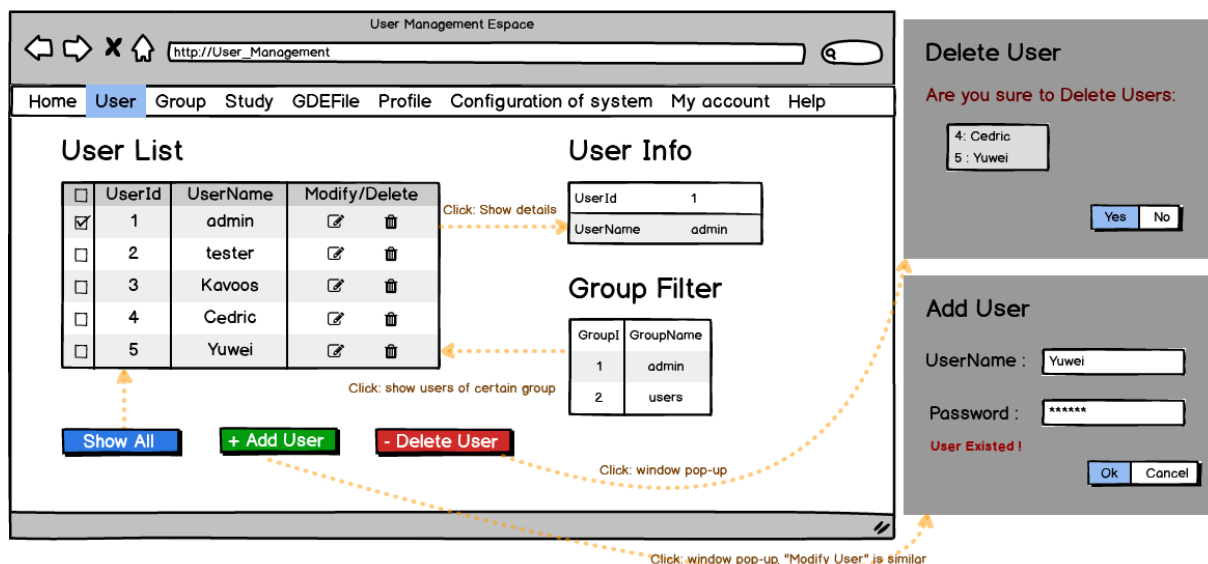 User Management Espace
http://User_Management
Home User Group Study GDEFile Profile Configuration of system My account Help
User List
UserId UserName Modify/Delete
1 admin
2 tester
3 Kavoos
4 Cedric
5 Yuwei
Click: Show details
User Info
UserId 1
UserName admin
Group Filter
GroupI GroupName
1 admin
2 users
Click: show users of certain group
Show All
+ Add User
- Delete User
Click: window pop-up
Click: window pop-up, "Modify User" is similar
Delete User
Are you sure to Delete Users:
4: Cedric
5 : Yuwei
Yes No
Add User
UserName : Yuwei
Password : ******
User Existed !
Ok Cancel